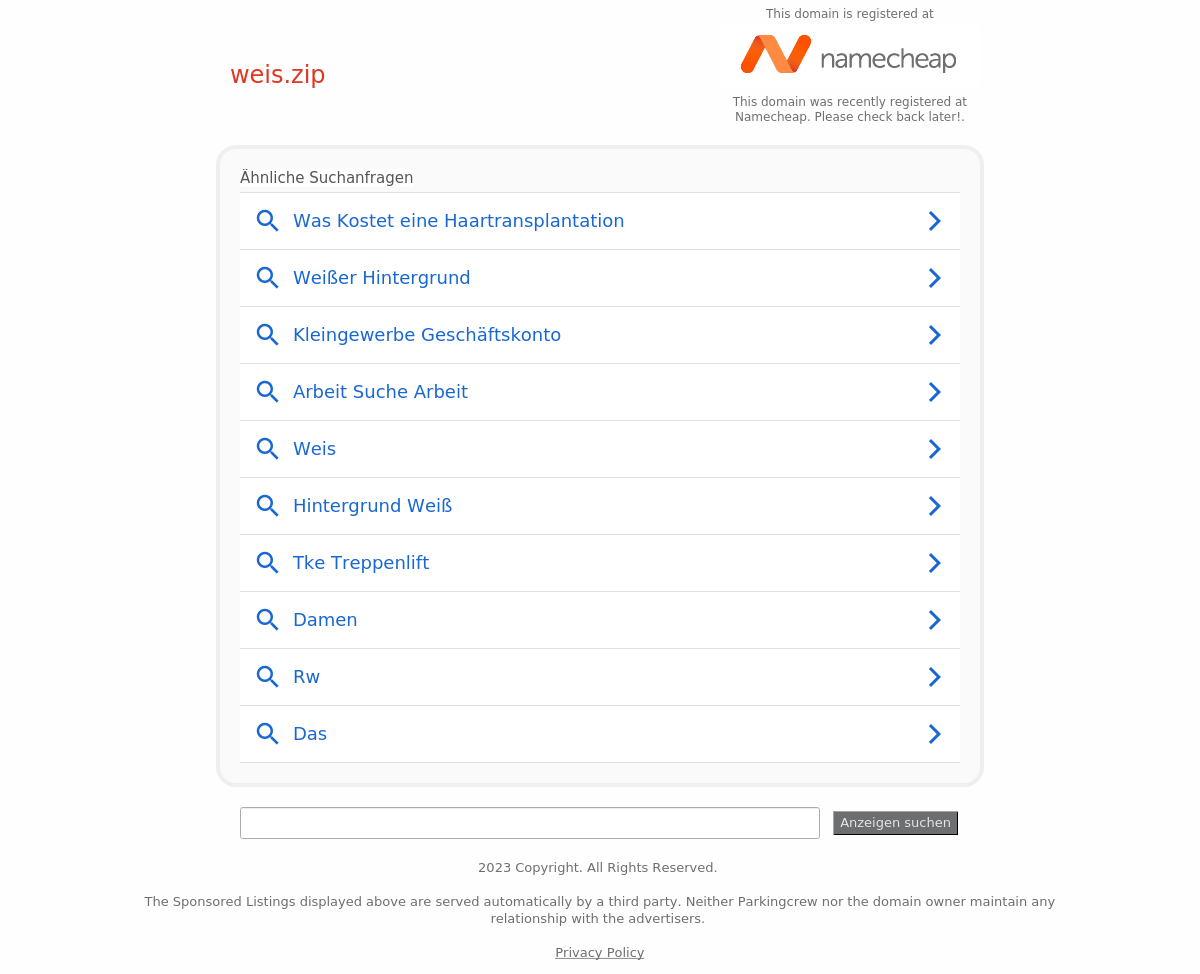 This domain is registered at
namecheap
weis.zip
This domain was recently registered at
Namecheap. Please check back later!.
Ähnliche Suchanfragen
Was Kostet eine Haartransplantation
Weißer Hintergrund
Kleingewerbe Geschäftskonto
Arbeit Suche Arbeit
Weis
Hintergrund Weiß
Tke Treppenlift
Damen
Rw
Das
Anzeigen suchen
2023 Copyright. All Rights Reserved.
The Sponsored Listings displayed above are served automatically by a third party. Neither Parkingcrew nor the domain owner maintain any
relationship with the advertisers.
Privacy Policy